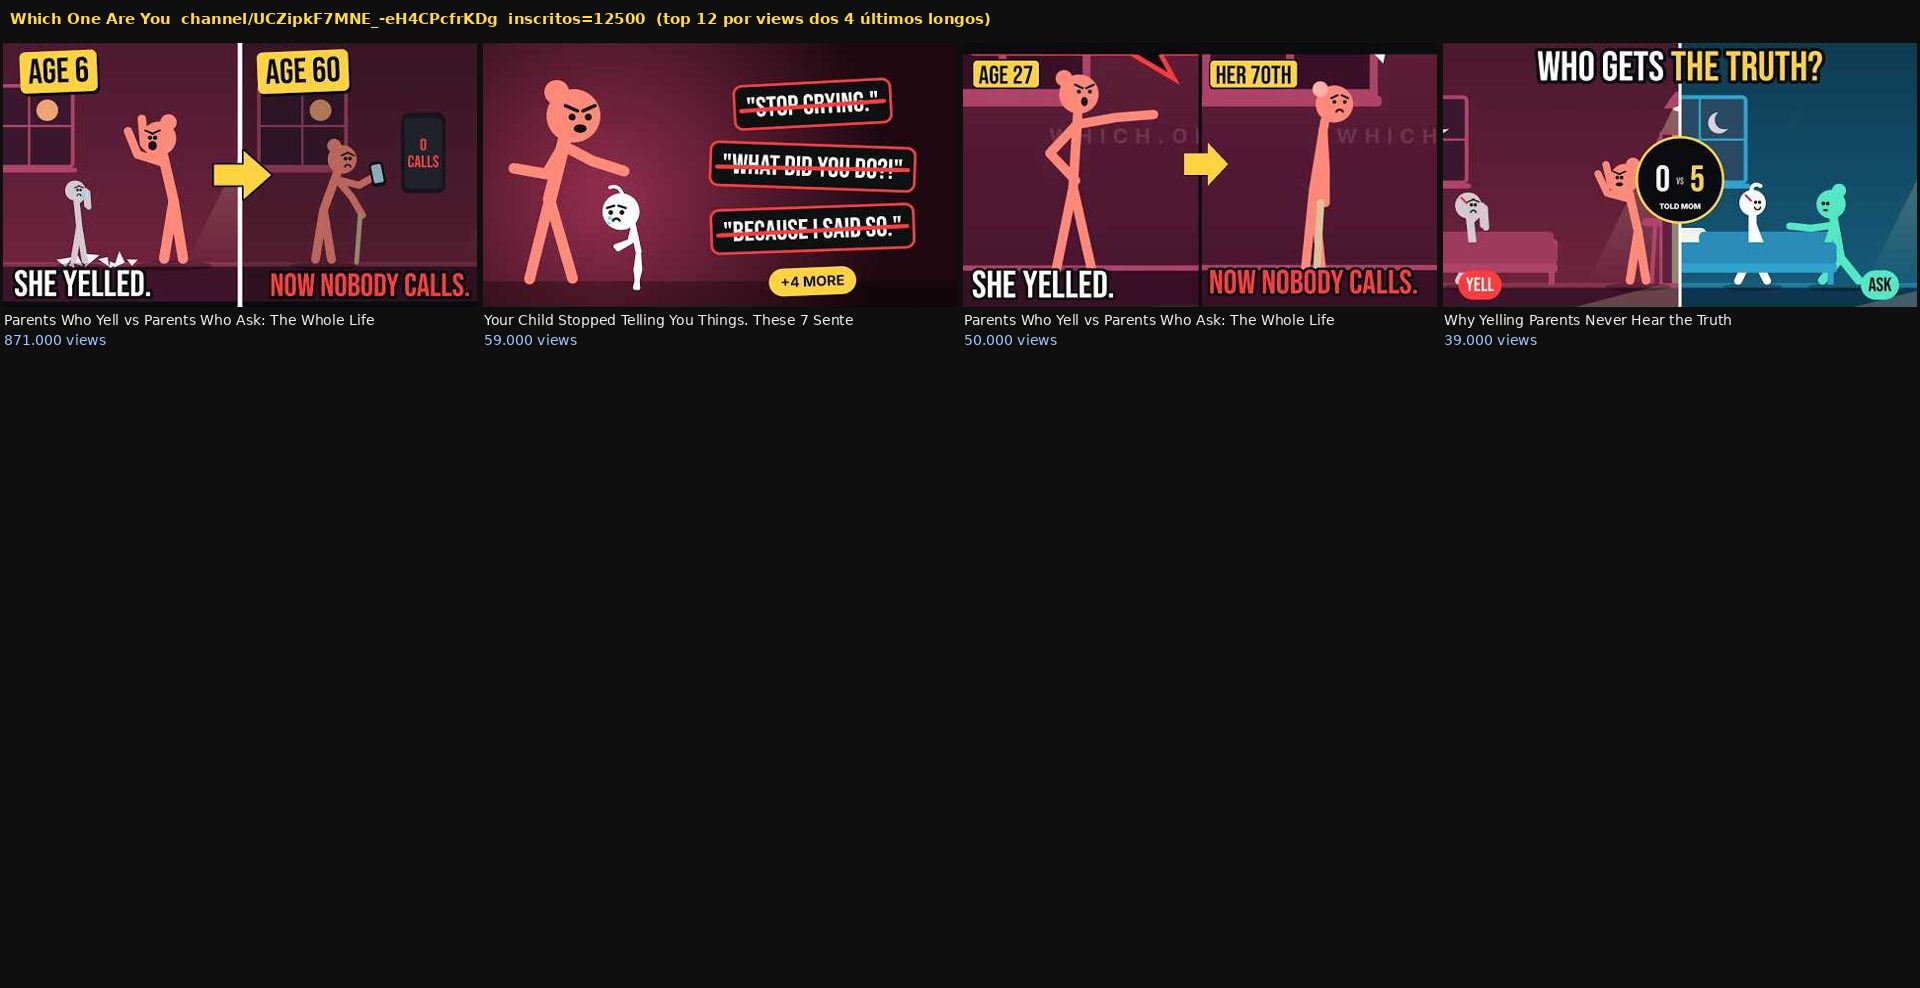 Which One Are You channel/UCZipkF7MNE_-eH4CPcfrKDg inscritos=12500 (top 12 por views dos 4 últimos longos)
AGE 6
AGE 60
0
CALLS
SHE YELLED.
NOW NOBODY CALLS.
Parents Who Yell vs Parents Who Ask: The Whole Life
871.000 views
"STOP CRYING."
"WHAT DID YOU DO?!"
"BECAUSE I SAID SO."
+4 MORE
Your Child Stopped Telling You Things. These 7 Sente
59.000 views
AGE 27
HER 70TH
WHICH.O
WHICH
SHE YELLED.
NOW NOBODY CALLS.
Parents Who Yell vs Parents Who Ask: The Whole Life
50.000 views
WHO GETS THE TRUTH?
0 VS 5
TOLD MOM
YELL
ASK
Why Yelling Parents Never Hear the Truth
39.000 views